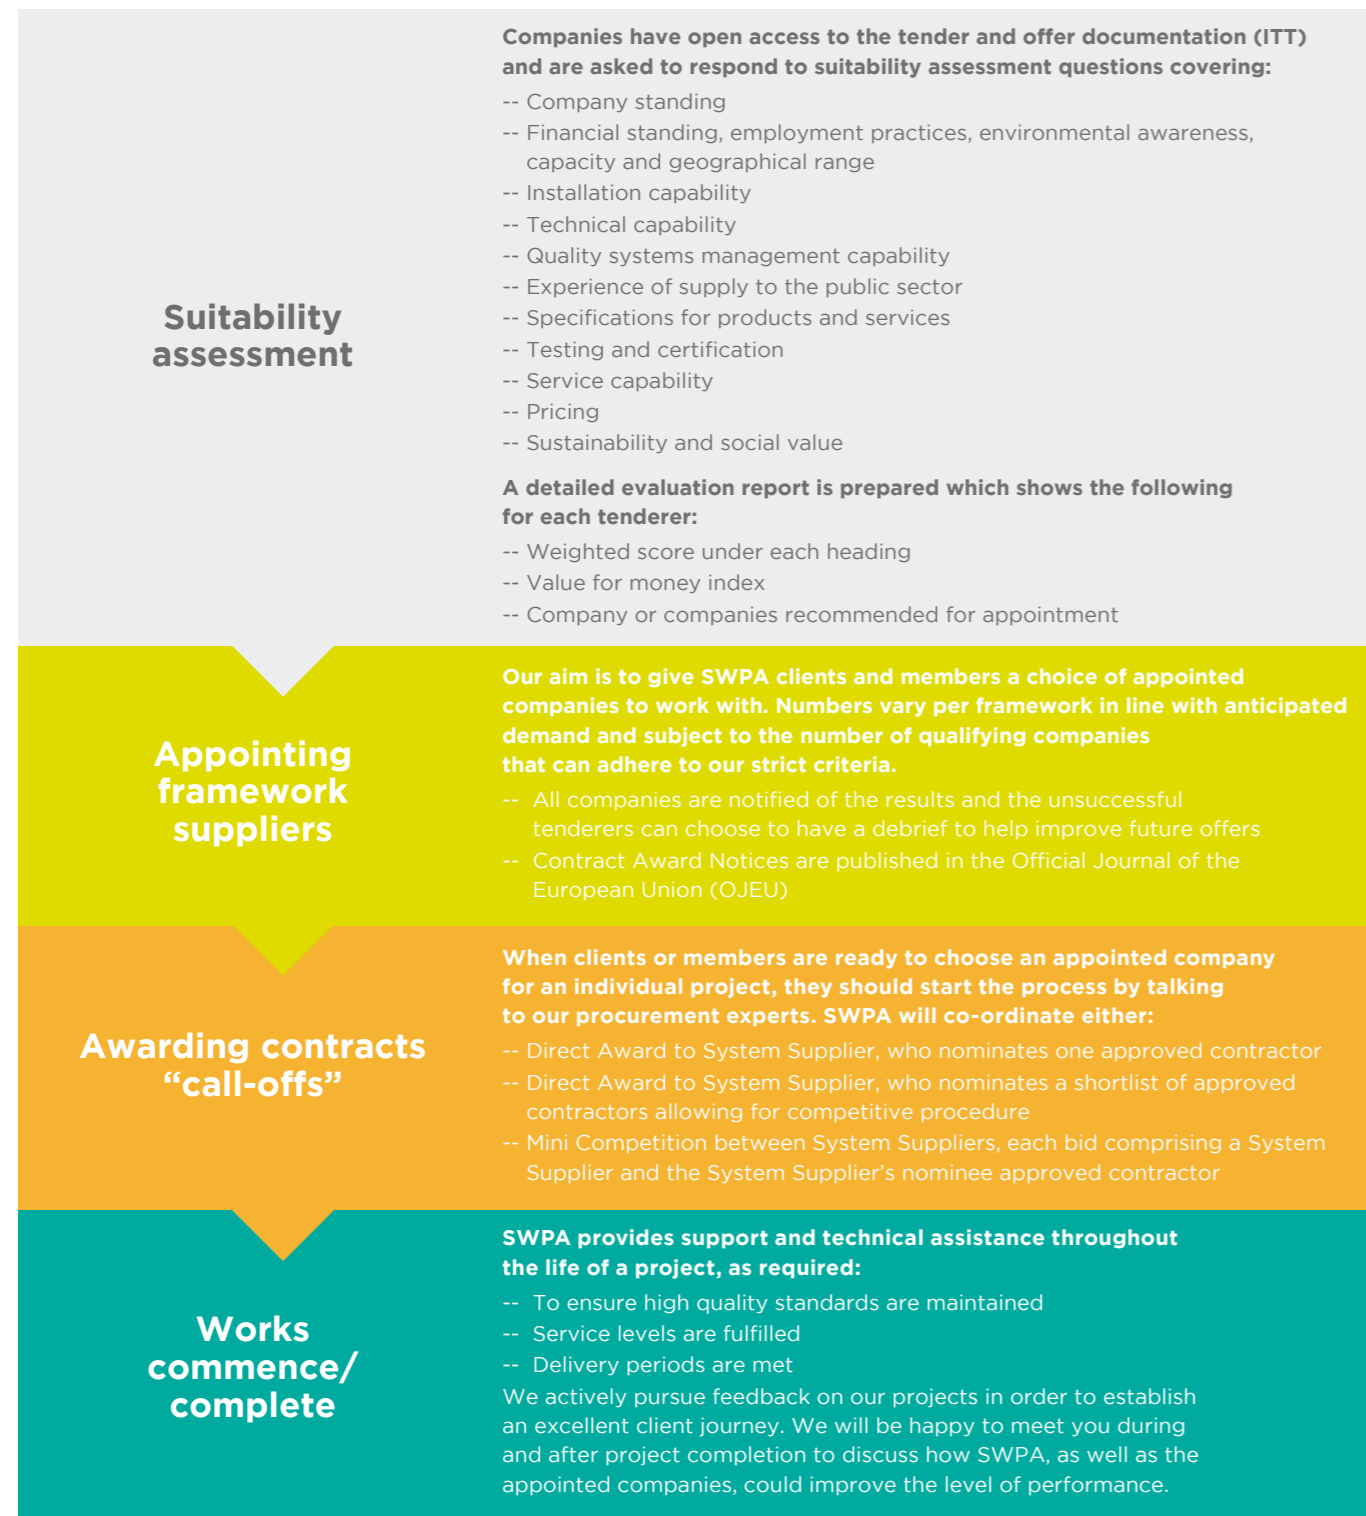 Suitability
assessment
Companies have open access to the tender and offer documentation (ITT)
and are asked to respond to suitability assessment questions covering:
-- Company standing
-- Financial standing, employment practices, environmental awareness,
capacity and geographical range
-- Installation capability
-- Technical capability
-- Quality systems management capability
-- Experience of supply to the public sector
-- Specifications for products and services
-- Testing and certification
-- Service capability
-- Pricing
-- Sustainability and social value
A detailed evaluation report is prepared which shows the following
for each tenderer:
-- Weighted score under each heading
-- Value for money index
-- Company or companies recommended for appointment
Appointing
framework
suppliers
Our aim is to give SWPA clients and members a choice of appointed
companies to work with. Numbers vary per framework in line with anticipated
demand and subject to the number of qualifying companies
that can adhere to our strict criteria.
-- All companies are notified of the results and the unsuccessful
tenderers can choose to have a debrief to help improve future offers
-- Contract Award Notices are published in the Official Journal of the
European Union (OJEU)
Awarding contracts
“call-offs”
When clients or members are ready to choose an appointed company
for an individual project, they should start the process by talking
to our procurement experts. SWPA will co-ordinate either:
-- Direct Award to System Supplier, who nominates one approved contractor
-- Direct Award to System Supplier, who nominates a shortlist of approved
contractors allowing for competitive procedure
-- Mini Competition between System Suppliers, each bid comprising a System
Supplier and the System Supplier’s nominee approved contractor
Works
commence/
complete
SWPA provides support and technical assistance throughout
the life of a project, as required:
-- To ensure high quality standards are maintained
-- Service levels are fulfilled
-- Delivery periods are met
We actively pursue feedback on our projects in order to establish
an excellent client journey. We will be happy to meet you during
and after project completion to discuss how SWPA, as well as the
appointed companies, could improve the level of performance.